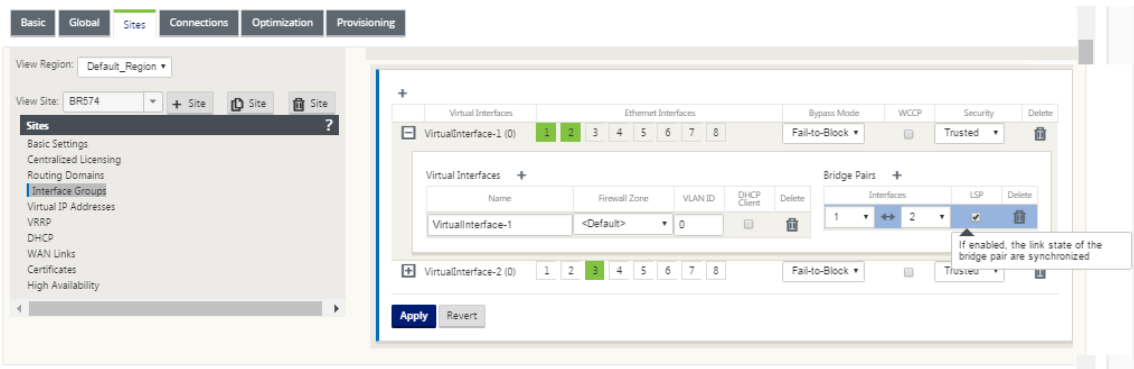 Basic Global Sites Connections Optimization Provisioning
View Region: Default_Region
View Site: BR574 + Site Site Site
Sites ?
Basic Settings
Centralized Licensing
Routing Domains
Interface Groups
Virtual IP Addresses
VRRP
DHCP
WAN Links
Certificates
High Availability
+
Virtual Interfaces Ethernet Interfaces Bypass Mode WCCP Security Delete
VirtualInterface-1 (0) 1 2 3 4 5 6 7 8 Fail-to-Block Trusted
Virtual Interfaces + Bridge Pairs +
Name Firewall Zone VLAN ID DHCP Client Delete Interfaces LSP Delete
VirtualInterface-1 <Default> 0 1 2
If enabled, the link state of the
bridge pair are synchronized
VirtualInterface-2 (0) 1 2 3 4 5 6 7 8 Fail-to-Block Trusted
Apply Revert